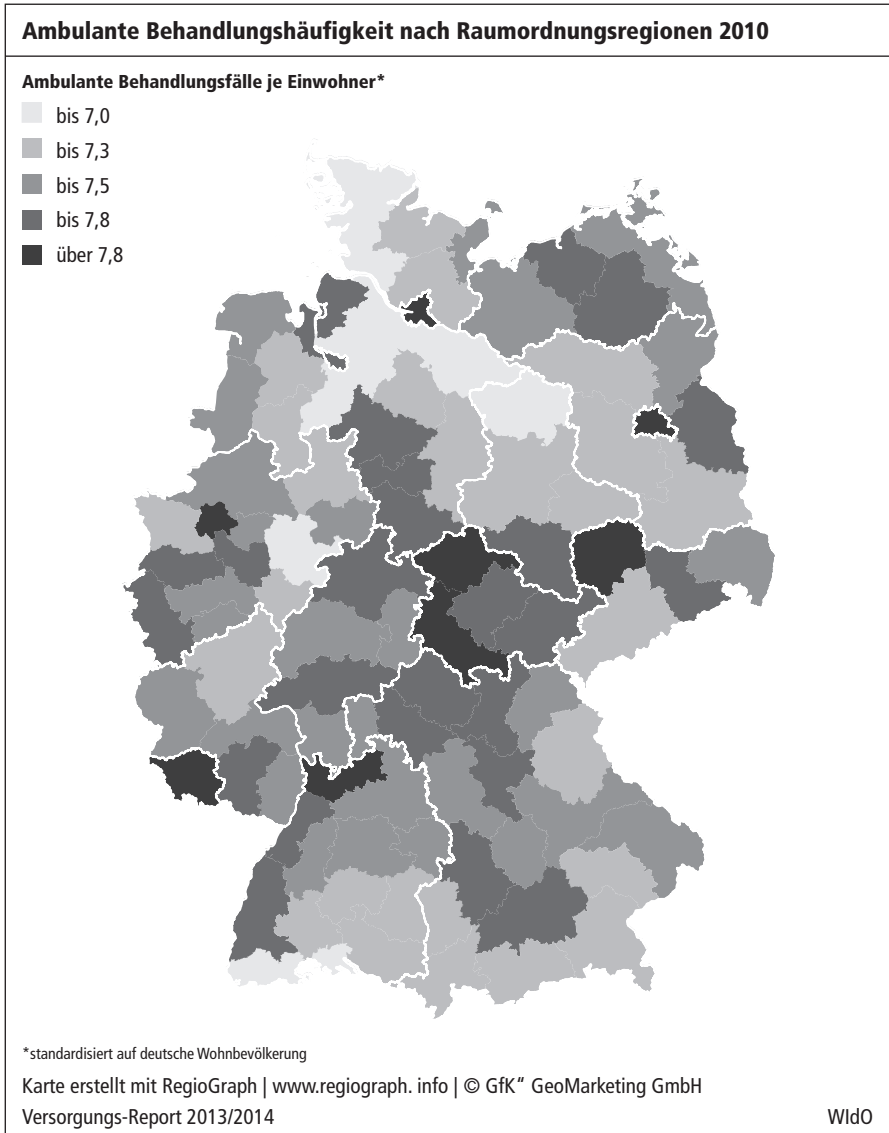 Ambulante Behandlungshäufigkeit nach Raumordnungsregionen 2010
Ambulante Behandlungsfälle je Einwohner*
bis 7,0
bis 7,3
bis 7,5
bis 7,8
über 7,8
*standardisiert auf deutsche Wohnbevölkerung
Karte erstellt mit RegioGraph | www.regiograph. info | © GfK“ GeoMarketing GmbH
Versorgungs-Report 2013/2014
WIdO